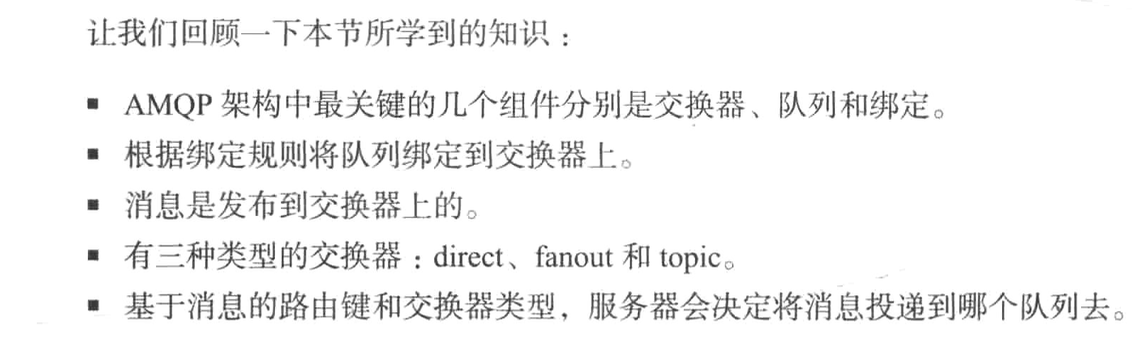 让我们回顾一下本节所学到的知识：
■ AMQP 架构中最关键的几个组件分别是交换器、队列和绑定。
■ 根据绑定规则将队列绑定到交换器上。
■ 消息是发布到交换器上的。
■ 有三种类型的交换器：direct、fanout 和 topic。
■ 基于消息的路由键和交换器类型，服务器会决定将消息投递到哪个队列去。